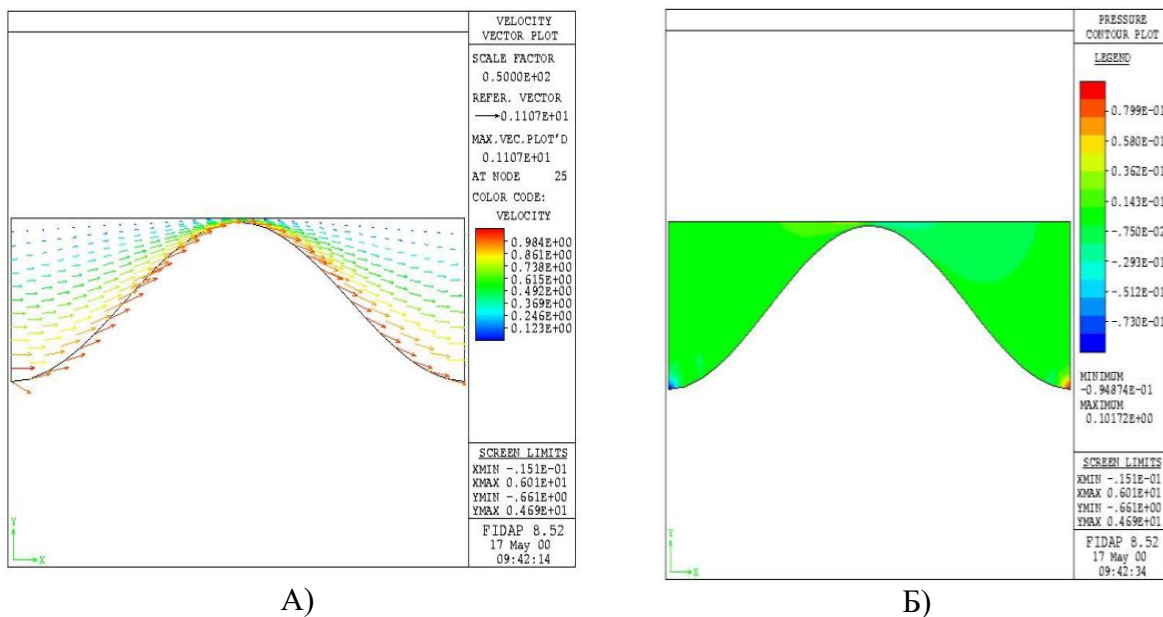 VELOCITY
VECTOR PLOT
SCALE FACTOR
0.5000E+02
REFER. VECTOR
0.1107E+01
MAX.VEC.PLOT'D
0.1107E+01
AT NODE 25
COLOR CODE:
VELOCITY
0.984E+00
0.861E+00
0.738E+00
0.615E+00
0.492E+00
0.369E+00
0.246E+00
0.123E+00
SCREEN LIMITS
XMIN -.151E-01
XMAX 0.601E+01
YMIN -.661E+00
YMAX 0.469E+01
FIDAP 8.52
17 May 00
09:42:14
Y
X
А)
PRESSURE
CONTOUR PLOT
LEGEND
0.799E-01
0.580E-01
0.362E-01
0.143E-01
-.750E-02
-.293E-01
-.512E-01
-.730E-01
MINIMUM
-0.94874E-01
MAXIMUM
0.10172E+00
SCREEN LIMITS
XMIN -.151E-01
XMAX 0.601E+01
YMIN -.661E+00
YMAX 0.469E+01
FIDAP 8.52
17 May 00
09:42:34
Y
X
Б)